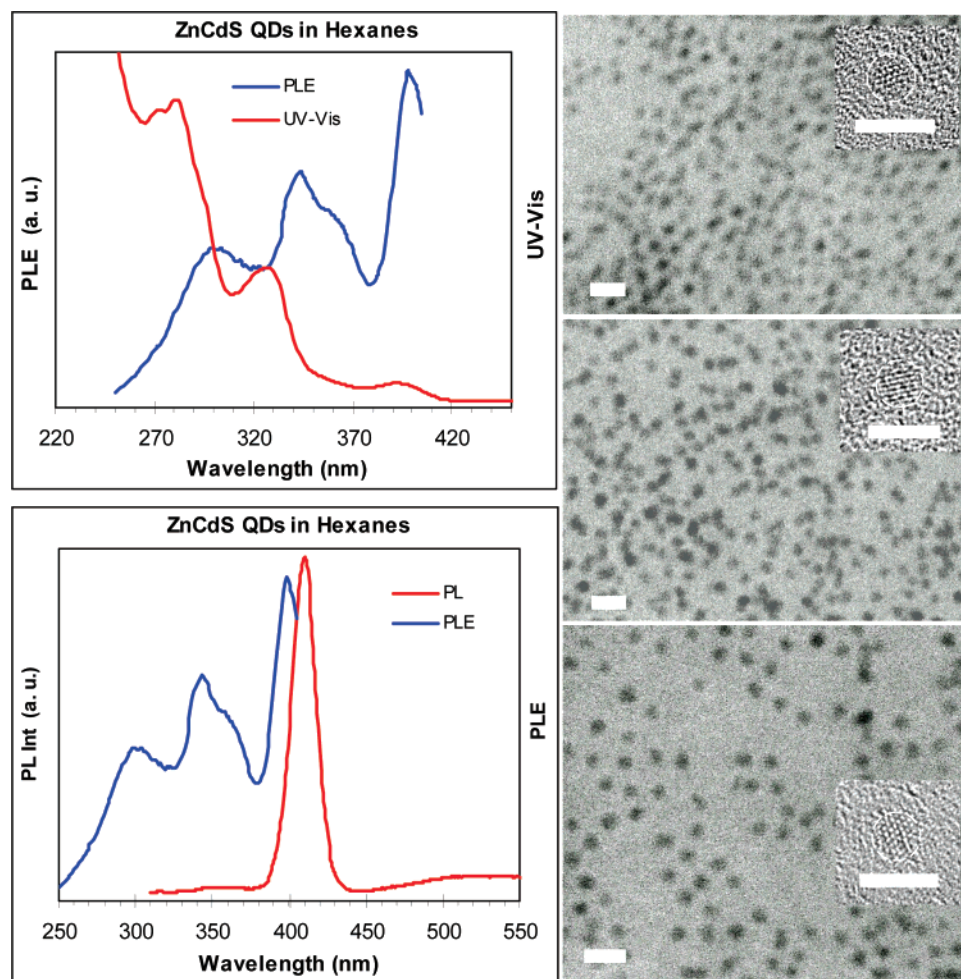 ZnCdS QDs in Hexanes
PLE
UV-Vis
PLE (a. u.)
UV-Vis
220 270 320 370 420
Wavelength (nm)
ZnCdS QDs in Hexanes
PL
PLE
PL Int (a. u.)
PLE
250 300 350 400 450 500 550
Wavelength (nm)